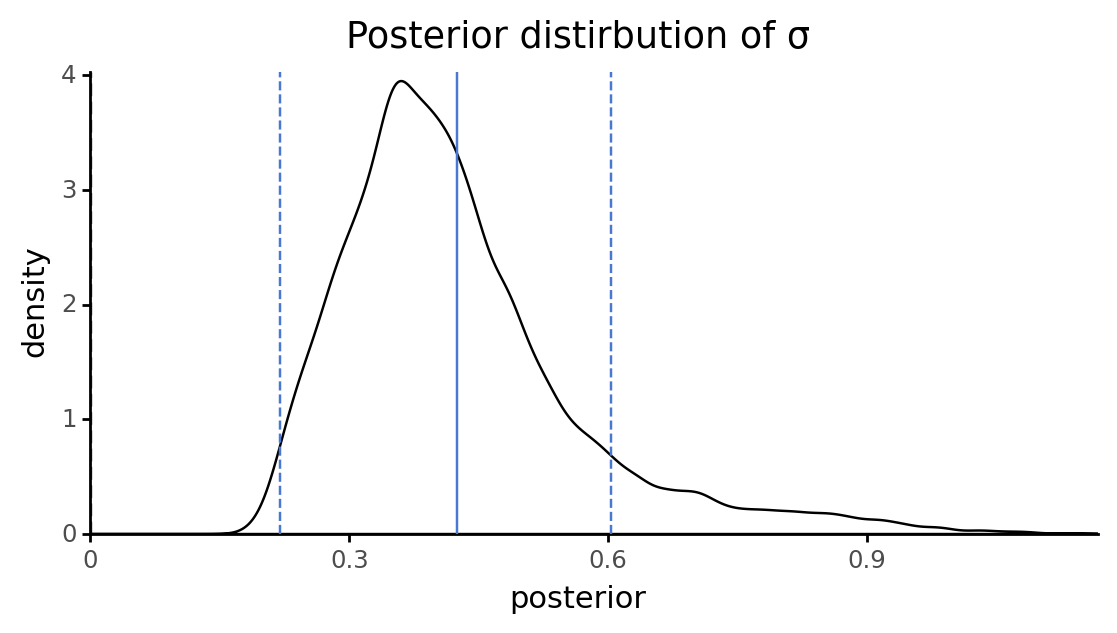 Posterior distirbution of σ
density
4
3
2
1
0
0 0.3 0.6 0.9
posterior